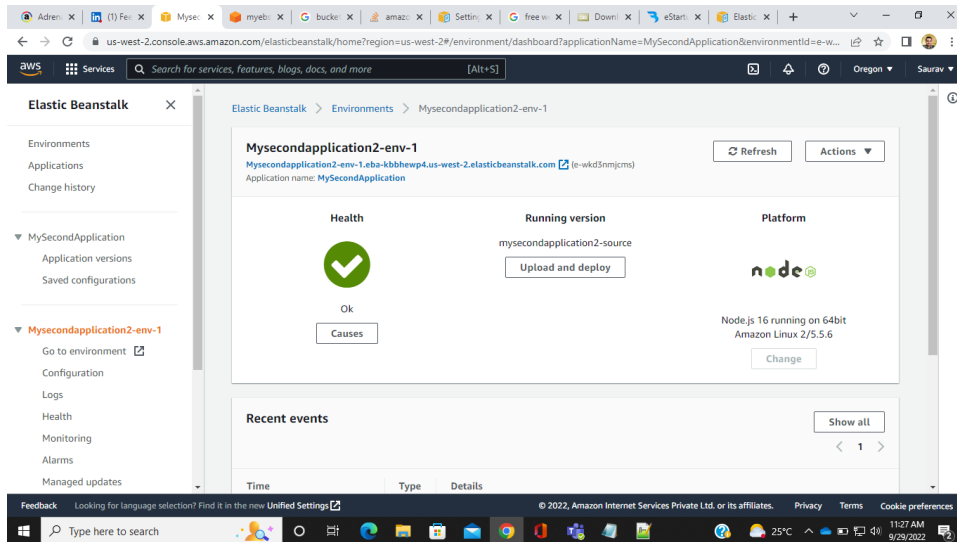 Adren
(1) Fee
Mysec
myeb
bucket
amazo
Setting
free w
Downl
eStart
Elastic
us-west-2.console.aws.amazon.com/elasticbeanstalk/home?region=us-west-2#/environment/dashboard?applicationName=MySecondApplication&environmentId=e-w...
aws
Services
Search for services, features, blogs, docs, and more
[Alt+S]
Oregon
Saurav
Elastic Beanstalk
Environments
Applications
Change history
MySecondApplication
Application versions
Saved configurations
Mysecondapplication2-env-1
Go to environment
Configuration
Logs
Health
Monitoring
Alarms
Managed updates
Elastic Beanstalk > Environments > Mysecondapplication2-env-1
Mysecondapplication2-env-1
Mysecondapplication2-env-1.eba-kbbhewp4.us-west-2.elasticbeanstalk.com (e-wkd3nmjcms)
Application name: MySecondApplication
Refresh
Actions
Health
Ok
Causes
Running version
mysecondapplication2-source
Upload and deploy
Platform
node
Node.js 16 running on 64bit
Amazon Linux 2/5.5.6
Change
Recent events
Show all
1
Time Type Details
Feedback Looking for language selection? Find it in the new Unified Settings
© 2022, Amazon Internet Services Private Ltd. or its affiliates. Privacy Terms Cookie preferences
Type here to search
25°C
11:27 AM
9/29/2022
2